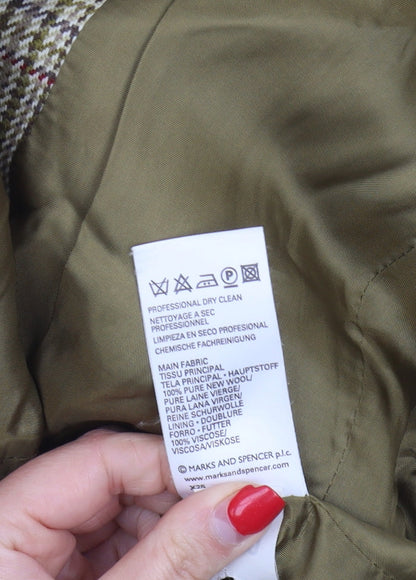 P
PROFESSIONAL DRY CLEAN
NETTOYAGE A SEC
PROFESSIONNEL
LIMPIEZA EN SECO PROFESIONAL
CHEMISCHE FACHREINIGUNG
MAIN FABRIC
TISSU PRINCIPAL
TELA PRINCIPAL • HAUPTSTOFF
100% PURE NEW WOOL/
PURE LAINE VIERGE/
PURA LANA VIRGEN/
REINE SCHURWOLLE
LINING • DOUBLURE
FORRO • FUTTER
100% VISCOSE/
VISCOSA/VISKOSE
© MARKS AND SPENCER p.l.c.
www.marksandspencer.com